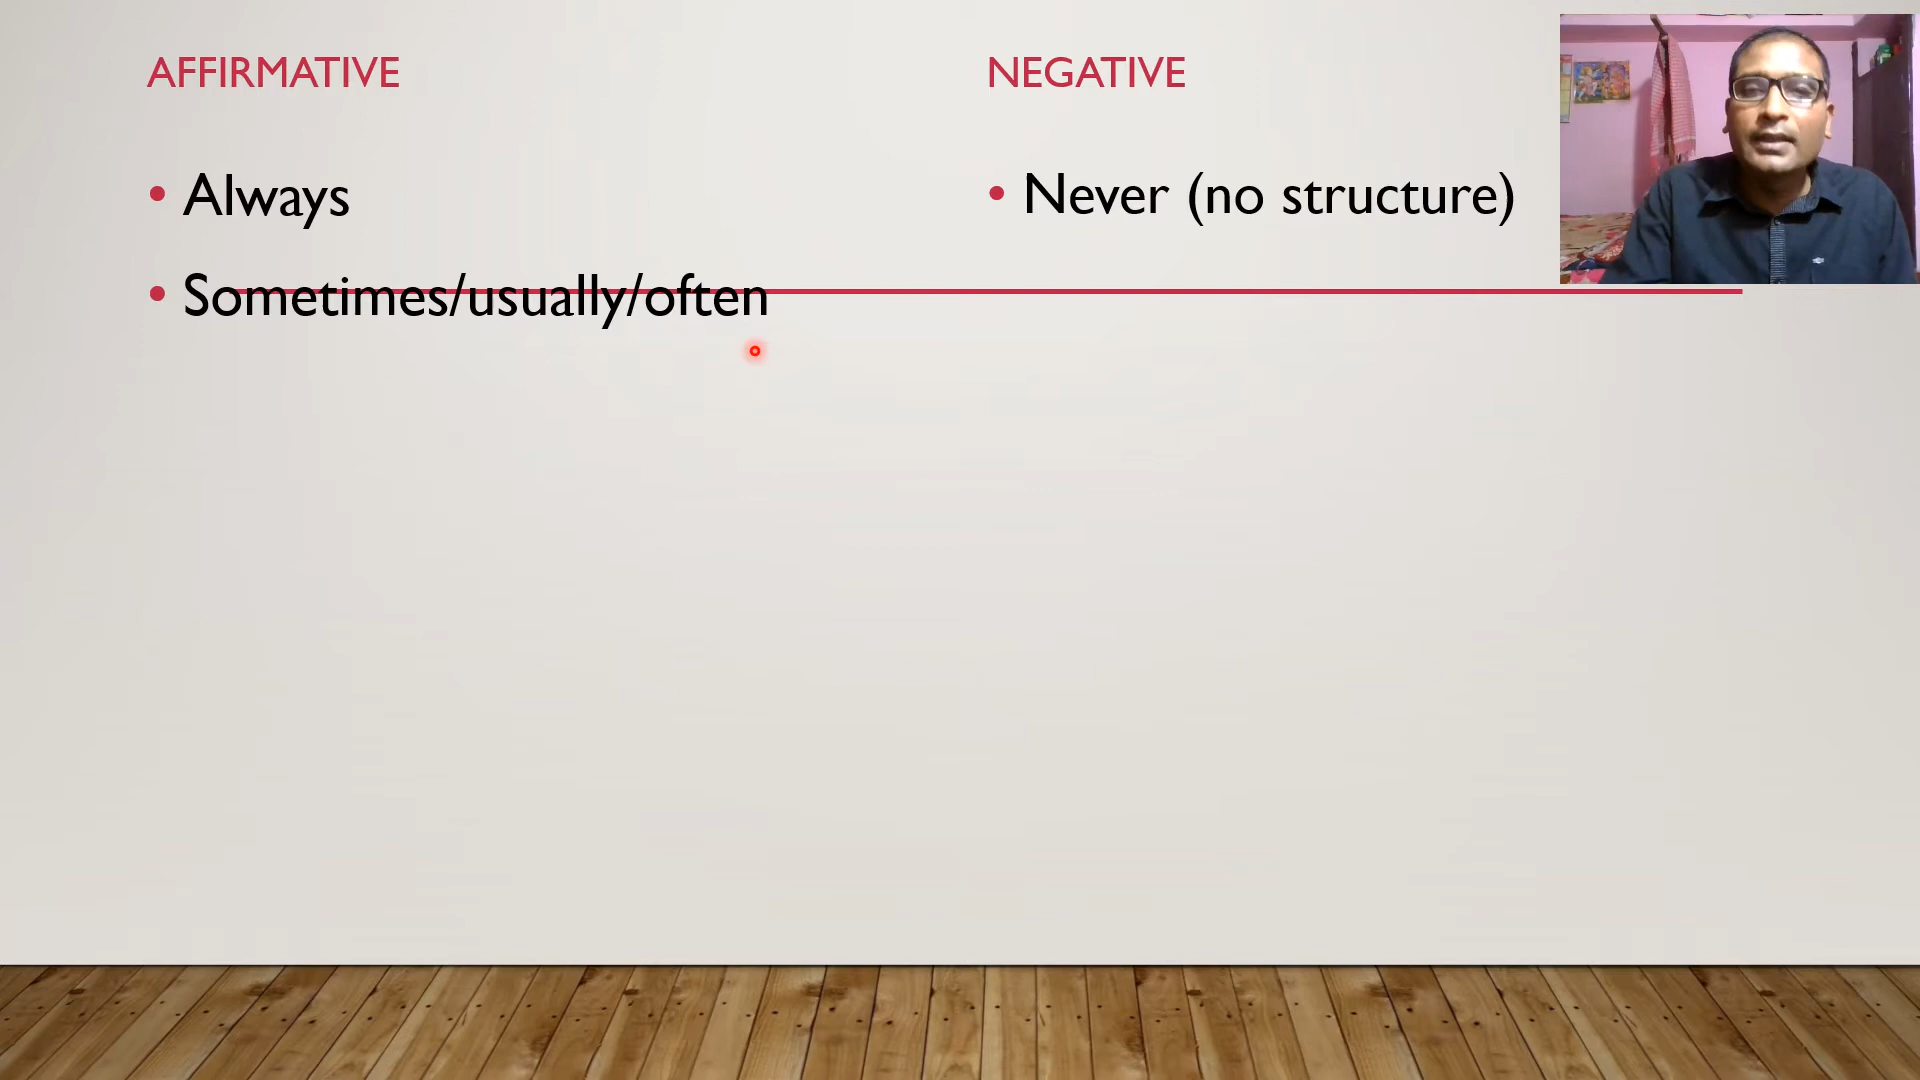 AFFIRMATIVE
• Always
• Sometimes/usually/often
NEGATIVE
• Never (no structure)